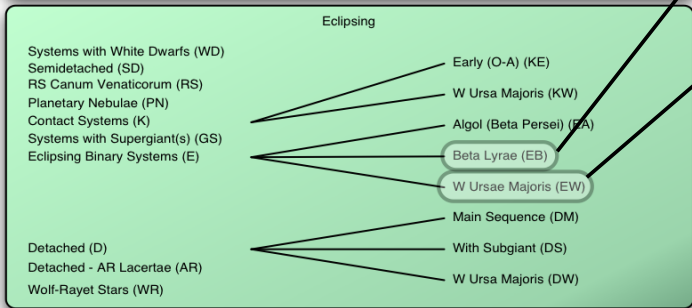 Eclipsing
Systems with White Dwarfs (WD)
Semidetached (SD)
RS Canum Venaticorum (RS)
Planetary Nebulae (PN)
Contact Systems (K)
Systems with Supergiant(s) (GS)
Eclipsing Binary Systems (E)
Detached (D)
Detached - AR Lacertae (AR)
Wolf-Rayet Stars (WR)
Early (O-A) (KE)
W Ursa Majoris (KW)
Algol (Beta Persei) (EA)
Beta Lyrae (EB)
W Ursae Majoris (EW)
Main Sequence (DM)
With Subgiant (DS)
W Ursa Majoris (DW)